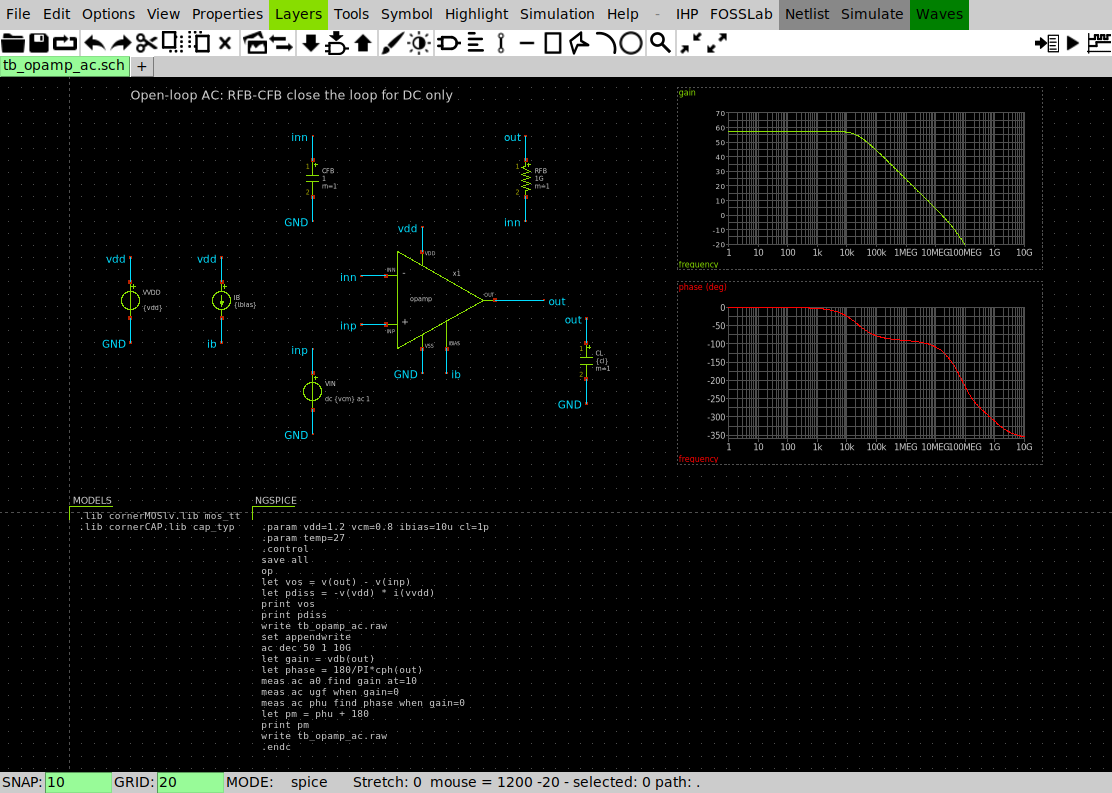 File Edit Options View Properties Layers Tools Symbol Highlight Simulation Help - IHP FOSSLab Netlist Simulate Waves
tb_opamp_ac.sch +
Open-loop AC: RFB-CFB close the loop for DC only
inn
1
CFB
1
m=1
2
GND
out
1
RFB
1G
m=1
2
inn
vdd
VVDD
{vdd}
GND
vdd
IB
{ibias}
ib
vdd
VDD
inn
INN
-
x1
opamp
OUT
out
inp
INP
+
VSS
IBIAS
GND
ib
inp
VIN
dc {vcm} ac 1
GND
out
1
CL
{cl}
m=1
2
GND
gain
70
60
50
40
30
20
10
0
-10
-20
1 10 100 1k 10k 100k 1MEG 10MEG 100MEG 1G 10G
frequency
phase (deg)
0
-50
-100
-150
-200
-250
-300
-350
1 10 100 1k 10k 100k 1MEG 10MEG 100MEG 1G 10G
frequency
MODELS
.lib cornerMOSlv.lib mos_tt
.lib cornerCAP.lib cap_typ
NGSPICE
.param vdd=1.2 vcm=0.8 ibias=10u cl=1p
.param temp=27
.control
save all
op
let vos = v(out) - v(inp)
let pdiss = -v(vdd) * i(vvdd)
print vos
print pdiss
write tb_opamp_ac.raw
set appendwrite
ac dec 50 1 10G
let gain = vdb(out)
let phase = 180/PI*cph(out)
meas ac a0 find gain at=10
meas ac ugf when gain=0
meas ac phu find phase when gain=0
let pm = phu + 180
print pm
write tb_opamp_ac.raw
.endc
SNAP: 10 GRID: 20 MODE: spice Stretch: 0 mouse = 1200 -20 - selected: 0 path: .